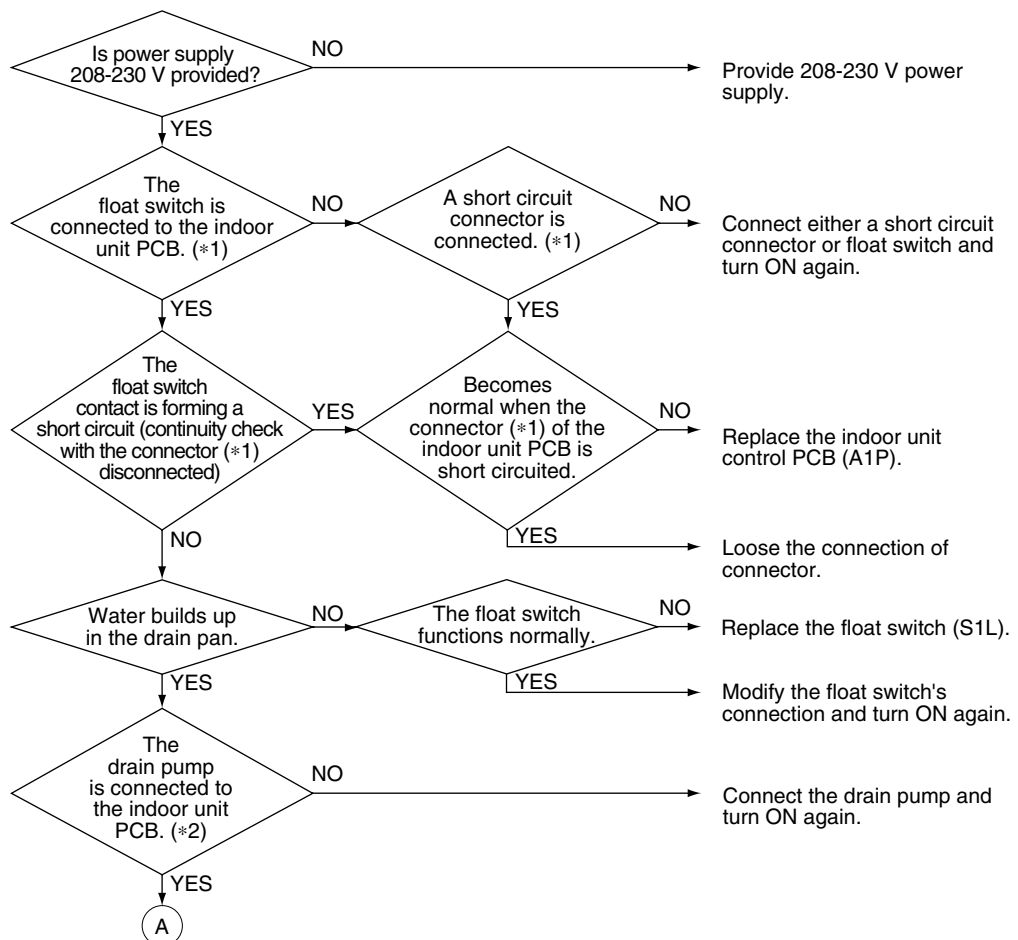 Is power supply
208-230 V provided?
NO
Provide 208-230 V power
supply.
YES
The
float switch is
connected to the indoor
unit PCB. (*1)
NO
A short circuit
connector is
connected. (*1)
NO
Connect either a short circuit
connector or float switch and
turn ON again.
YES
YES
The
float switch
contact is forming a
short circuit (continuity check
with the connector (*1)
disconnected)
YES
Becomes
normal when the
connector (*1) of the
indoor unit PCB is
short circuited.
NO
Replace the indoor unit
control PCB (A1P).
NO
YES
Loose the connection of
connector.
Water builds up
in the drain pan.
NO
The float switch
functions normally.
NO
Replace the float switch (S1L).
YES
YES
Modify the float switch's
connection and turn ON again.
The
drain pump
is connected to
the indoor unit
PCB. (*2)
NO
Connect the drain pump and
turn ON again.
YES
A